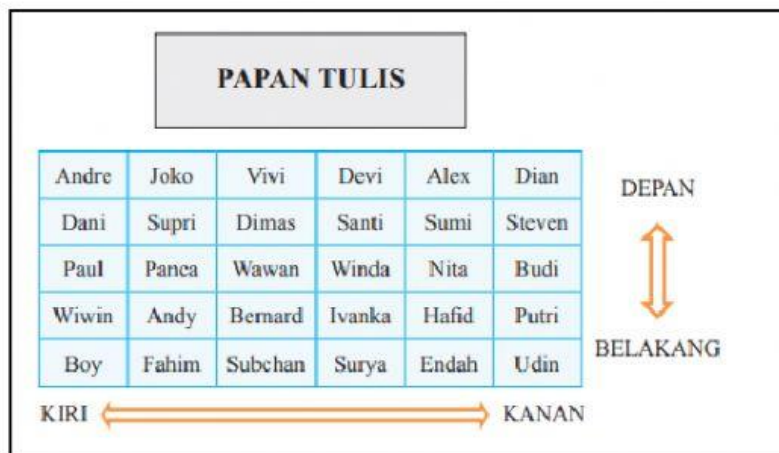 PAPAN TULIS
Andre Joko Vivi Devi Alex Dian
DEPAN
Dani Supri Dimas Santi Sumi Steven
Paul Panca Wawan Winda Nita Budi
Wiwin Andy Bernard Ivanka Hafid Putri
BELAKANG
Boy Fahim Subchan Surya Endah Udin
KIRI KANAN